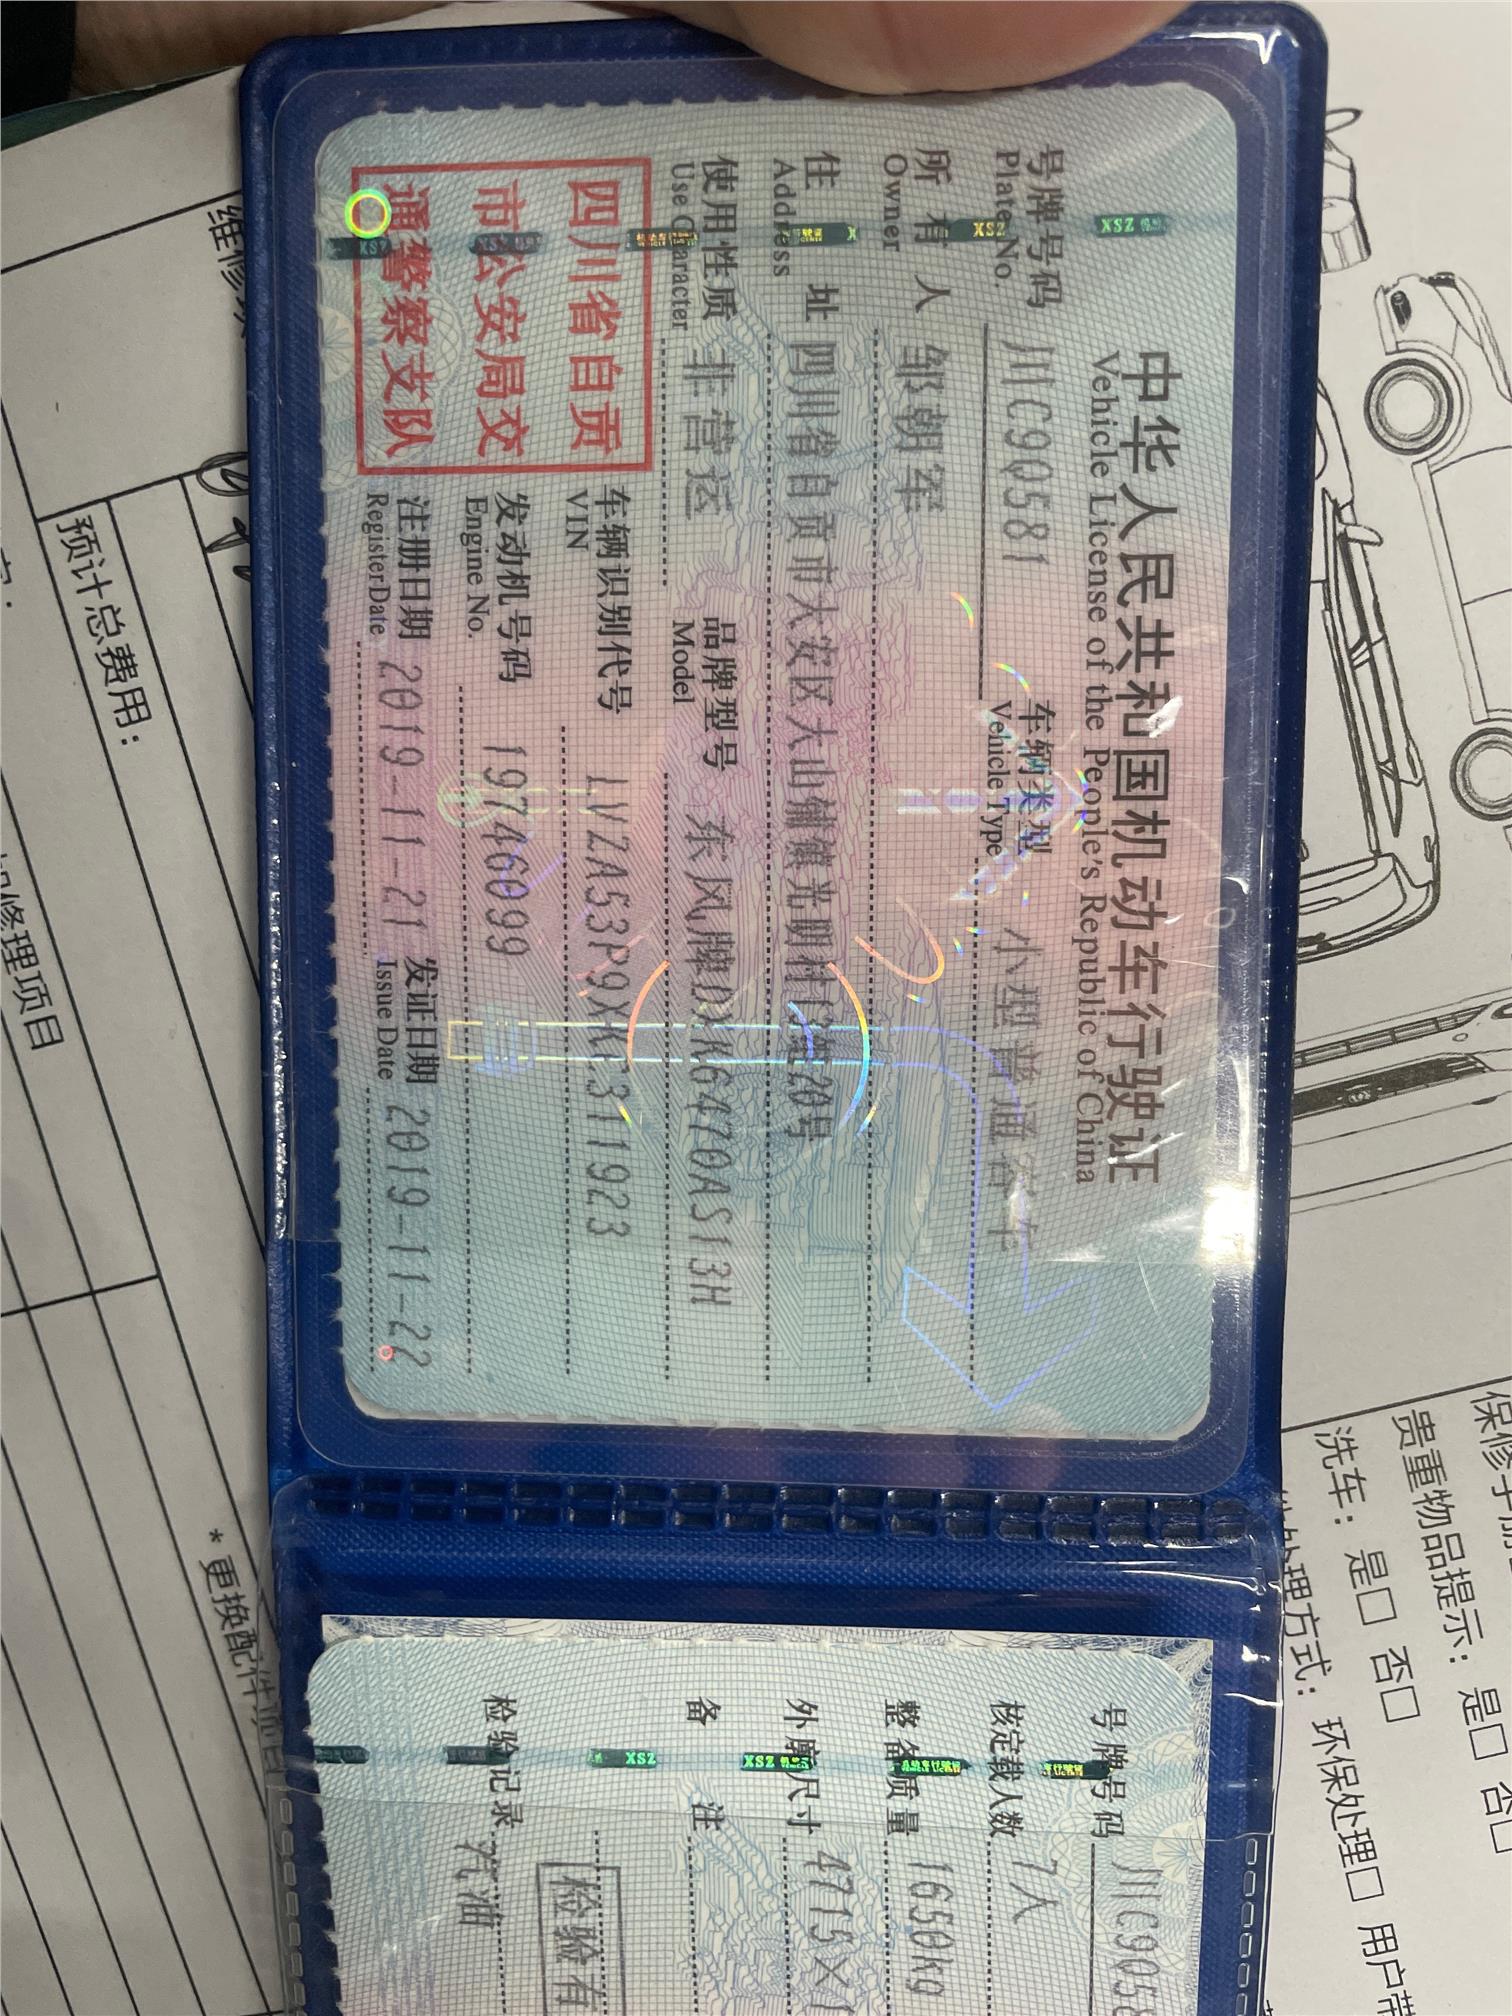 中华人民共和国机动车行驶证
Vehicle License of the People's Republic of China
号牌号码 川C90581 车辆类型 小型普通客车
Plate No. Vehicle Type
所有人 邹朝军
Owner
住址 四川省自贡市大安区大山铺镇光明村
Address
使用性质 非营运 品牌型号 东风牌DXK6470AS13H
Use Character Model
四川省自贡
市公安局交
通警察支队
车辆识别代号
VIN
发动机号码 19746099
Engine No.
注册日期 2019-11-21 发证日期 2019-11-22
Register Date Issue Date
号牌号码 川C9058
核定载人数 7人
整备质量 1650kg
外廓尺寸 4715×1
备注
检验有
检验记录 汽油
预计总费用:
修理项目
*更换配件
贵重物品提示: 是□ 否□
洗车: 是□ 否□
处理方式: 环保处理□ 用户带